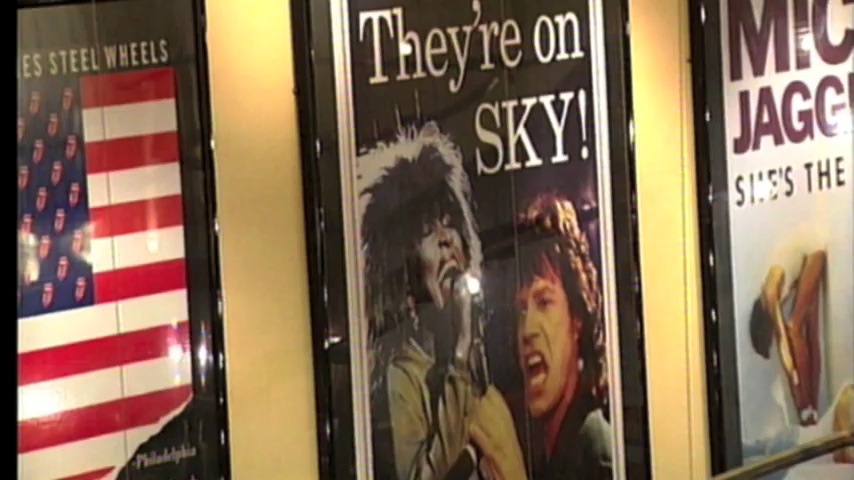 ES STEEL WHEELS
-Philadelphia
They're on
SKY!
MIC
JAGG
SHE'S THE